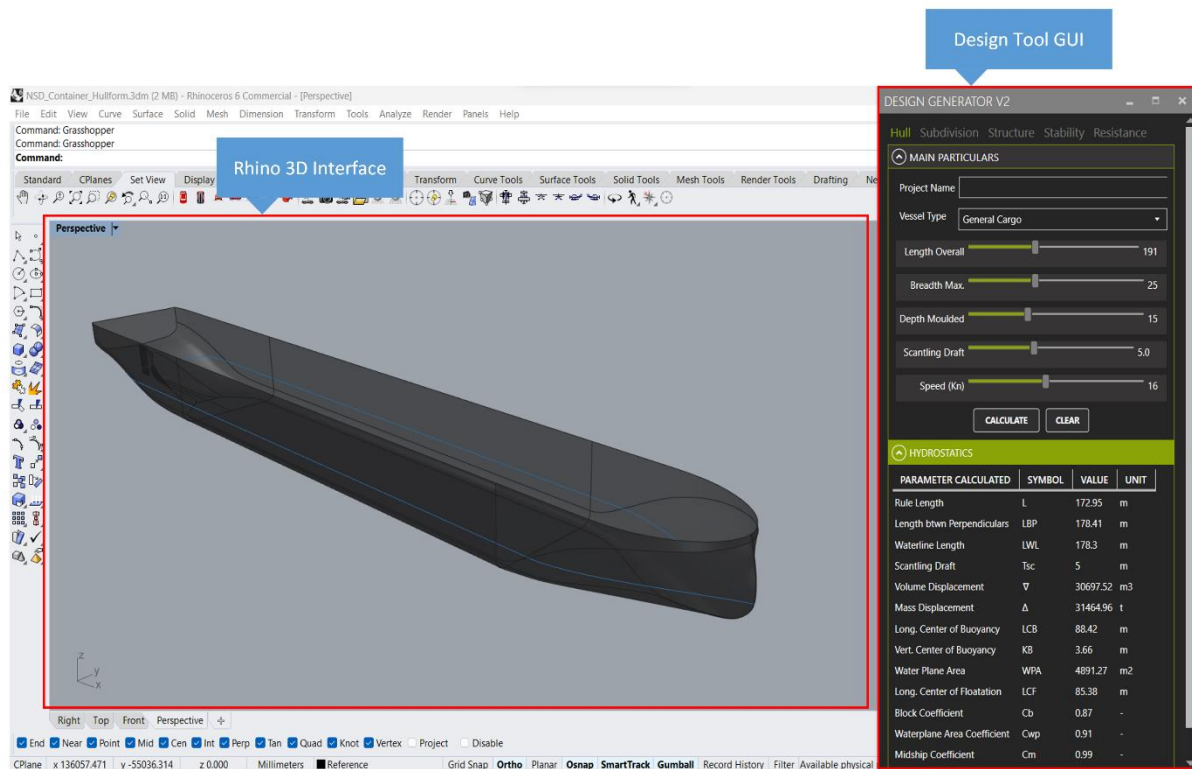 Design Tool GUI
NSD_Container_Hullform.3dm (2 MB) - Rhinoceros 6 Commercial - [Perspective]
File Edit View Curve Surface Solid Mesh Dimension Transform Tools Analyze Render Panels Help
Command: Grasshopper
Command: Grasshopper
Command:
Rhino 3D Interface
Standard CPlanes Set View Display Transform Curve Tools Surface Tools Solid Tools Mesh Tools Render Tools Drafting Ne
Perspective
z
y
x
Right Top Front Perspective
End Near Point Mid Cen Int Perp Tan Quad Knot Vertex Project Disable
CPlane x 136057.471 y -55036.314 z 0.000 Millimeters Reference Grid Snap Ortho Planar Osnap SmartTrack Gumball Record History Filter Available physical
DESIGN GENERATOR V2
Hull Subdivision Structure Stability Resistance
MAIN PARTICULARS
Project Name
Vessel Type General Cargo
Length Overall 191
Breadth Max. 25
Depth Moulded 15
Scantling Draft 5.0
Speed (Kn) 16
CALCULATE CLEAR
HYDROSTATICS
PARAMETER CALCULATED SYMBOL VALUE UNIT
Rule Length L 172.95 m
Length btwn Perpendiculars LBP 178.41 m
Waterline Length LWL 178.3 m
Scantling Draft Tsc 5 m
Volume Displacement ∇ 30697.52 m3
Mass Displacement Δ 31464.96 t
Long. Center of Buoyancy LCB 88.42 m
Vert. Center of Buoyancy KB 3.66 m
Water Plane Area WPA 4891.27 m2
Long. Center of Floatation LCF 85.38 m
Block Coefficient Cb 0.87 -
Waterplane Area Coefficient Cwp 0.91 -
Midship Coefficient Cm 0.99 -